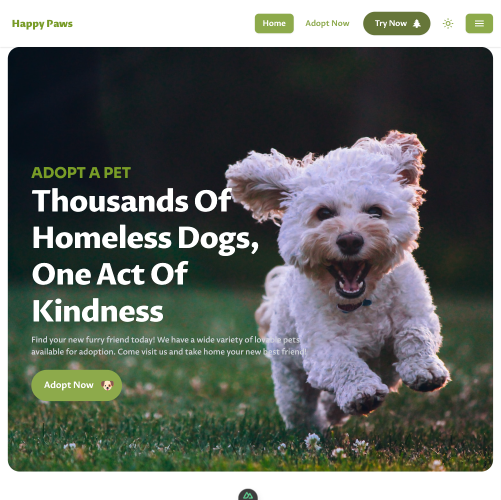 Happy Paws
Home
Adopt Now
Try Now
ADOPT A PET
Thousands Of
Homeless Dogs,
One Act Of
Kindness
Find your new furry friend today! We have a wide variety of lovable pets
available for adoption. Come visit us and take home your new best friend!
Adopt Now